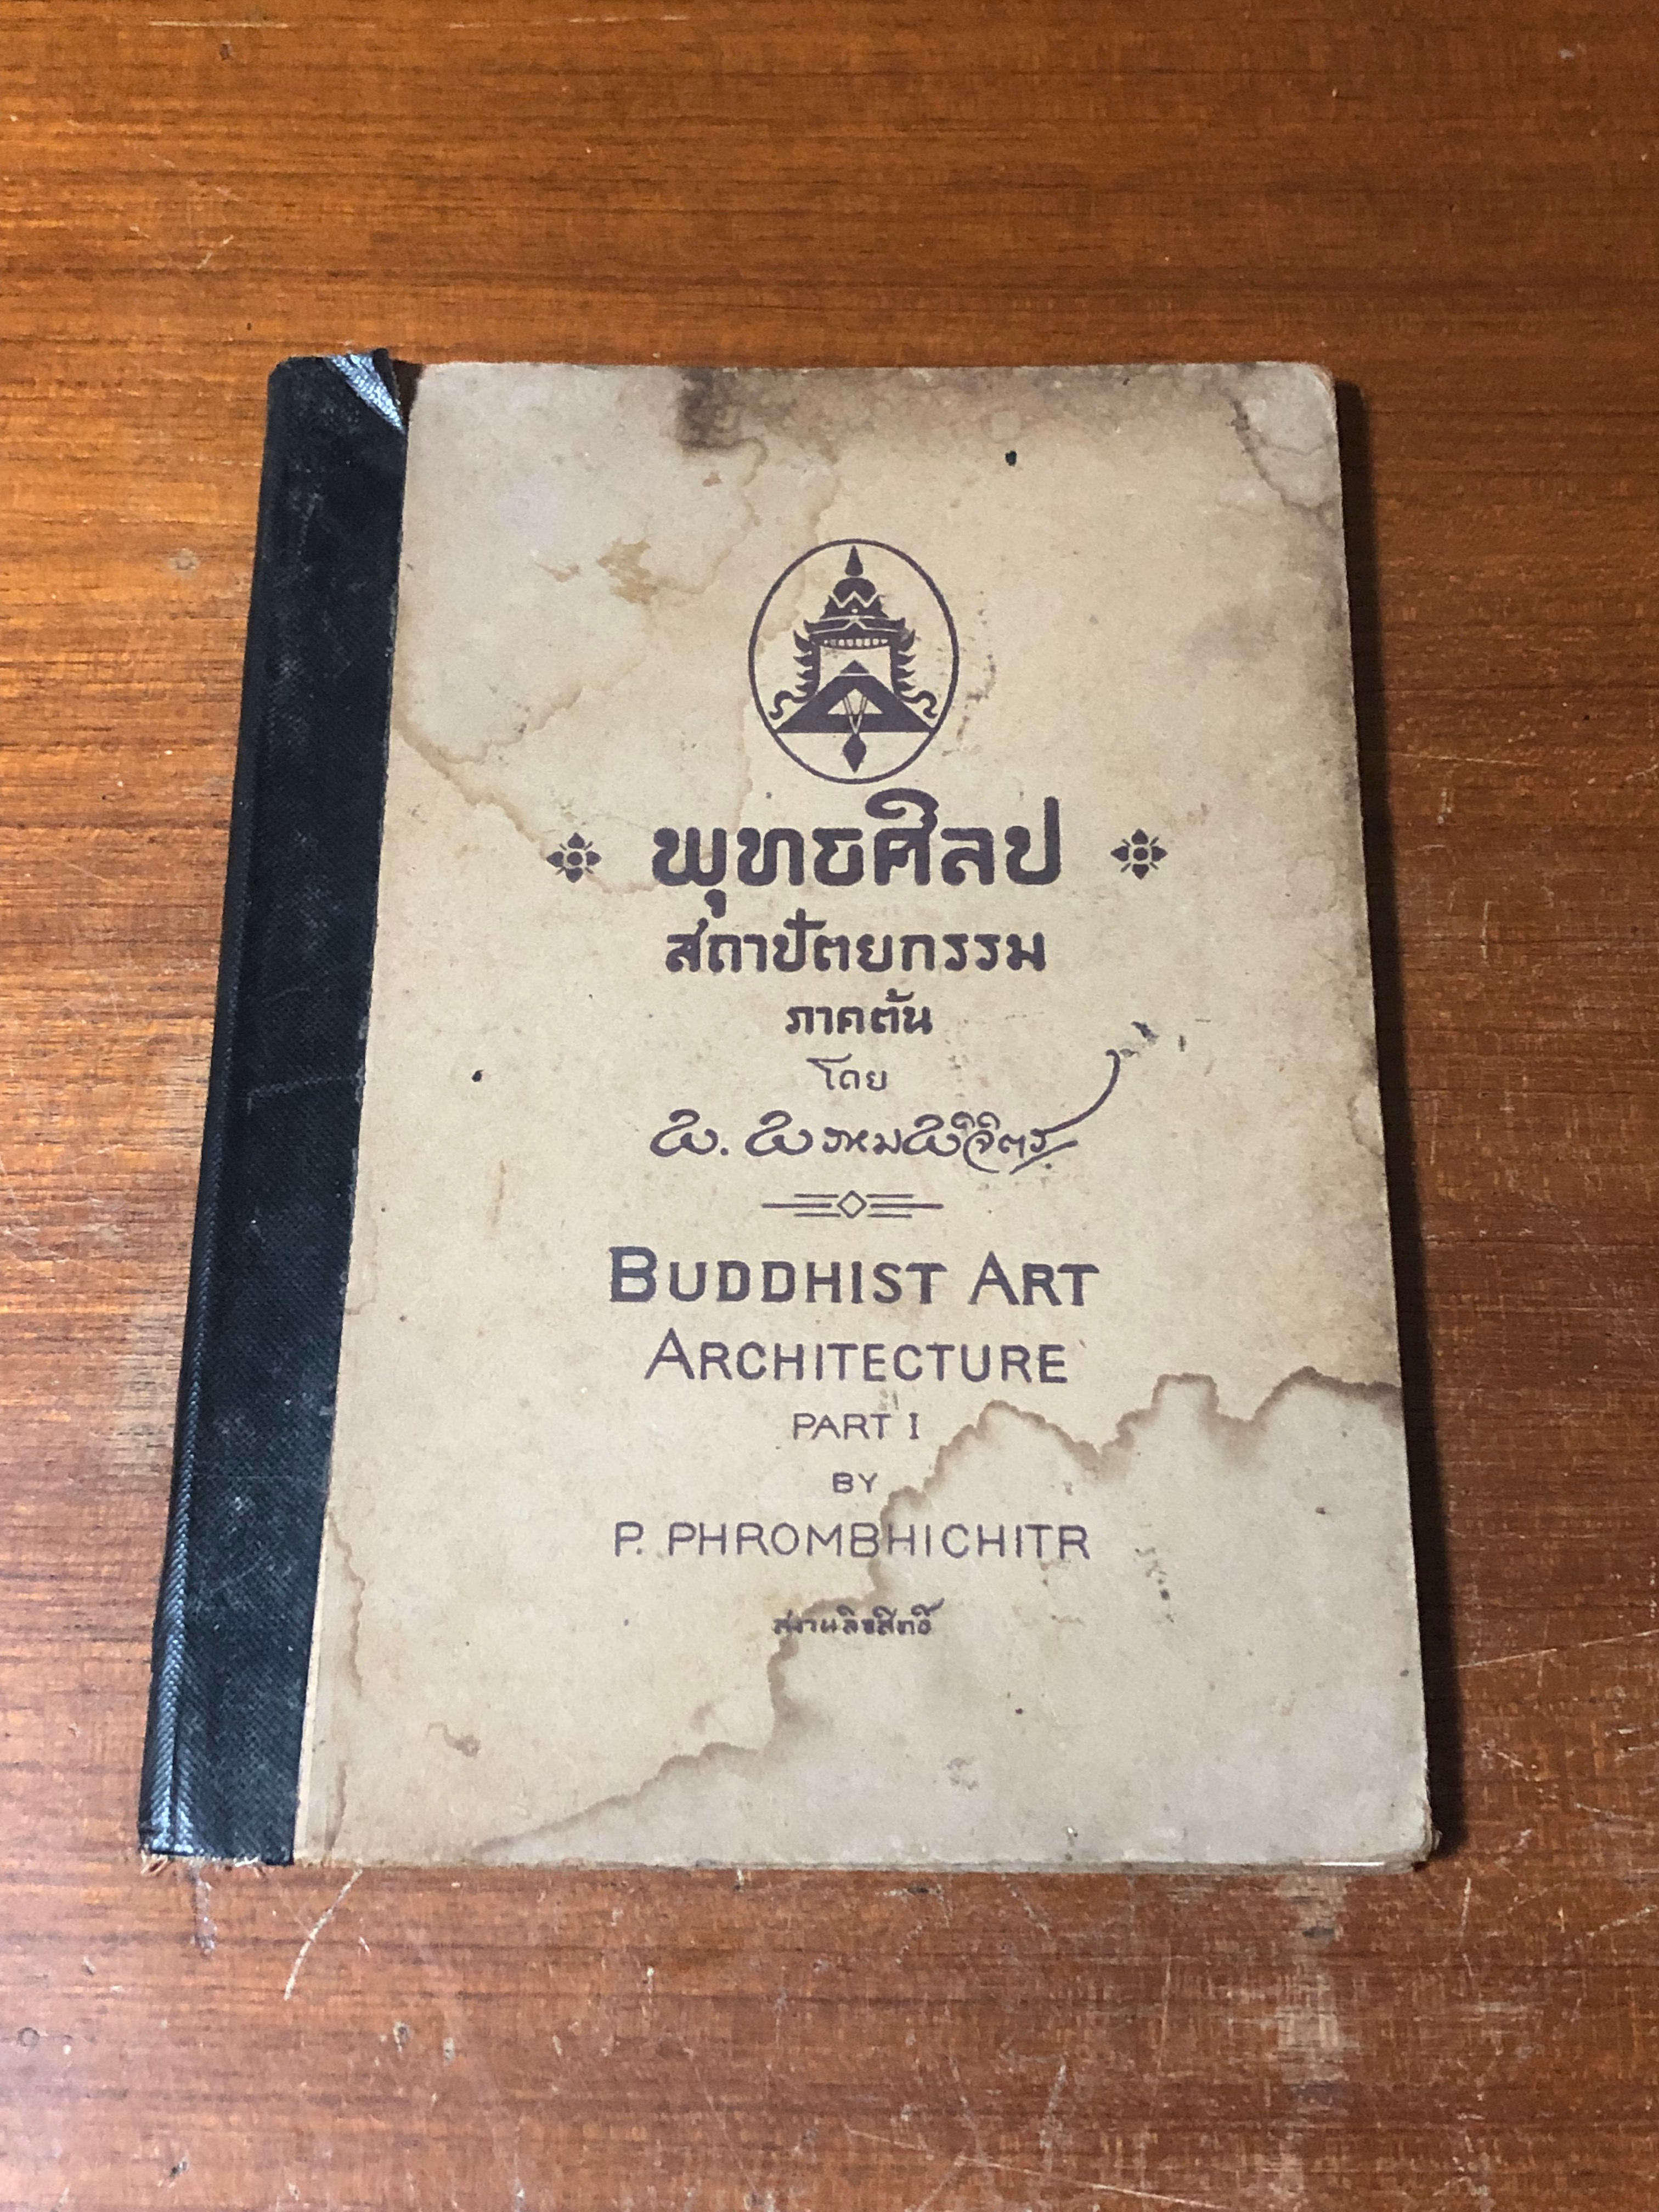 พุทธศิลป
สถาปัตยกรรม
ภาคต้น
โดย
พ. พรหมพิจิตร
BUDDHIST ART
ARCHITECTURE
PART I
BY
P. PHROMBHICHITR
สงวนลิขสิทธิ์